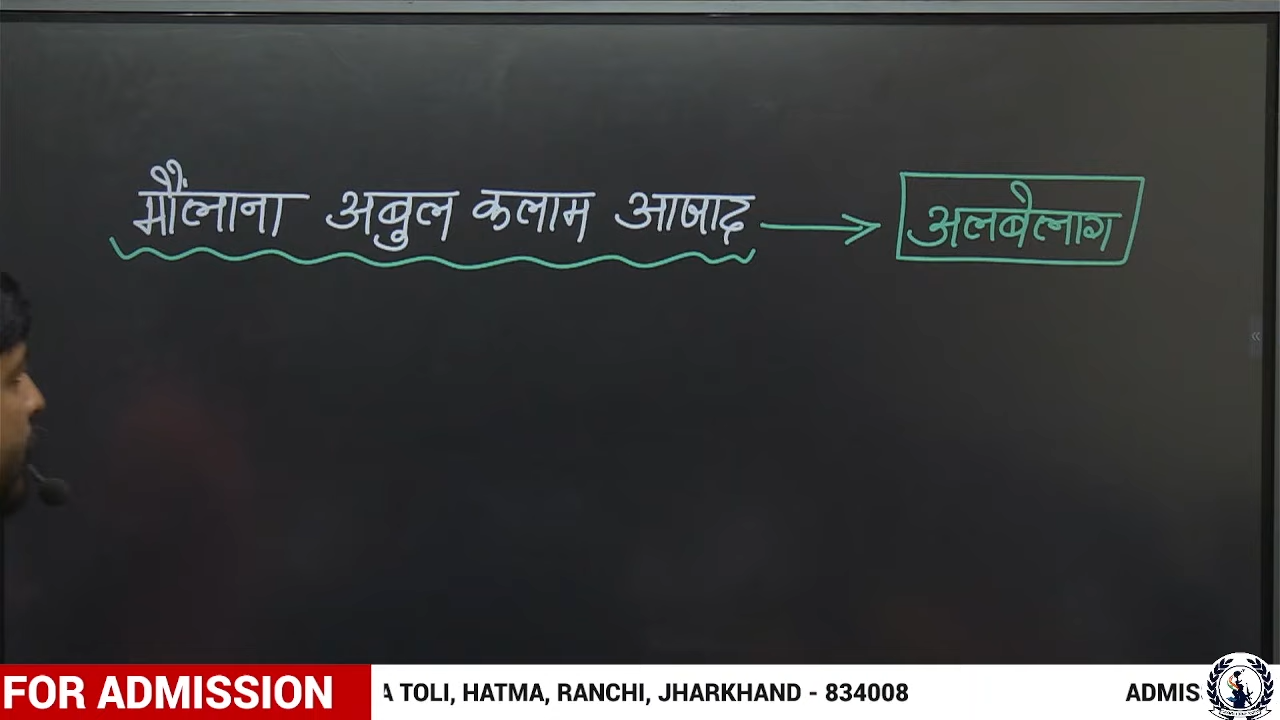 मौंलाना अबुल कलाम आजाद → अलबेलाग
FOR ADMISSION A TOLI, HATMA, RANCHI, JHARKHAND - 834008 ADMIS